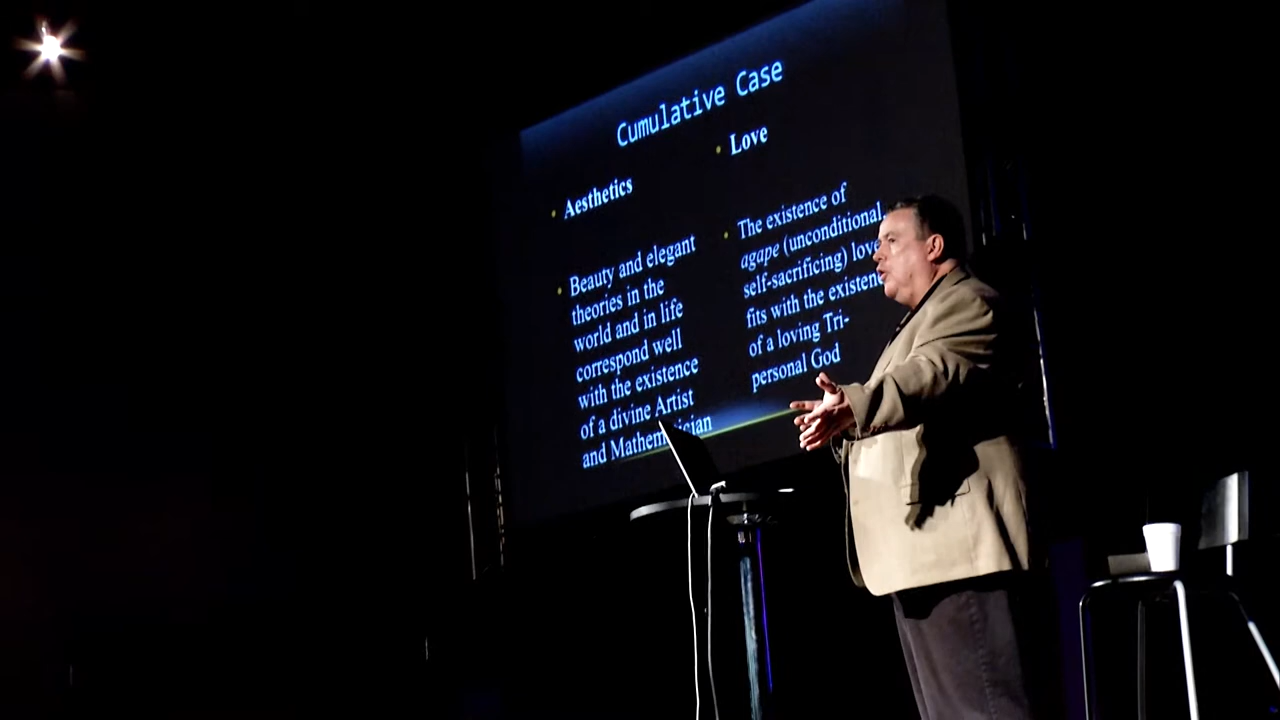 Cumulative Case
Aesthetics
Beauty and elegant
theories in the
world and in life
correspond well
with the existence
of a divine Artist
and
Love
The existence of
agape (unconditional,
self-sacrificing)
fits with the
of a loving Tri-
personal God